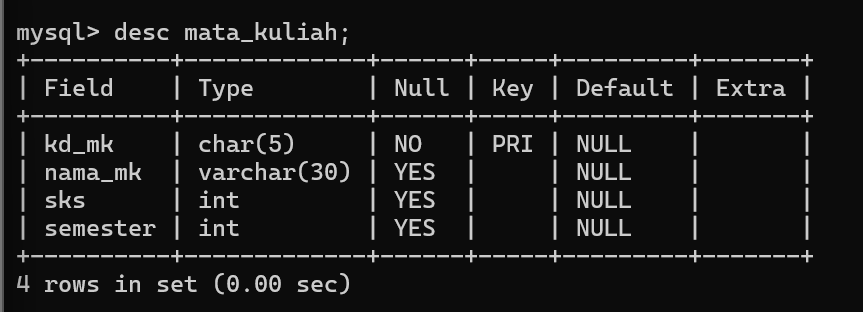 mysql> desc mata_kuliah;
+-----------+-------------+------+-----+---------+-------+
| Field     | Type        | Null | Key | Default | Extra |
+-----------+-------------+------+-----+---------+-------+
| kd_mk     | char(5)     | NO   | PRI | NULL    |       |
| nama_mk   | varchar(30) | YES  |     | NULL    |       |
| sks       | int         | YES  |     | NULL    |       |
| semester  | int         | YES  |     | NULL    |       |
+-----------+-------------+------+-----+---------+-------+
4 rows in set (0.00 sec)